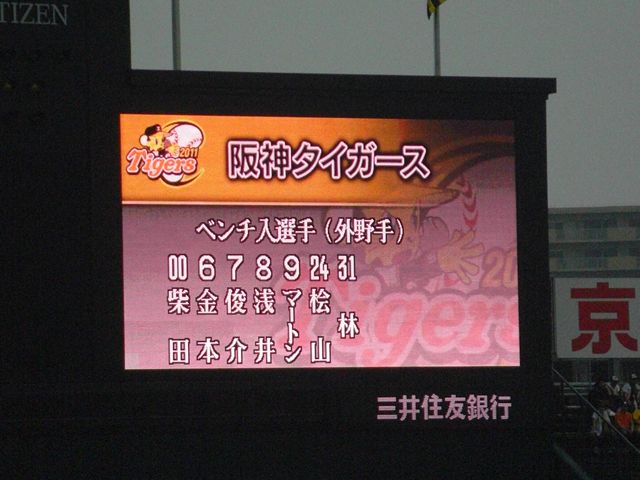 CITIZEN
2011
Tigers
阪神タイガース
ベンチ入選手（外野手）
00 6 7 8 9 24 31
柴田
金本
俊介
浅井
マートン
桧山
林
京
三井住友銀行